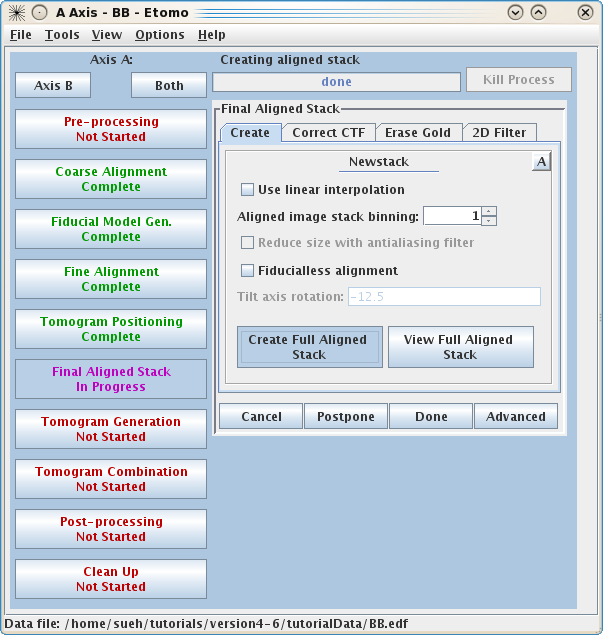 A Axis - BB - Etomo
File Tools View Options Help
Axis A:
Creating aligned stack
Axis B
Both
done
Kill Process
Pre-processing
Not Started
Coarse Alignment
Complete
Fiducial Model Gen.
Complete
Fine Alignment
Complete
Tomogram Positioning
Complete
Final Aligned Stack
In Progress
Tomogram Generation
Not Started
Tomogram Combination
Not Started
Post-processing
Not Started
Clean Up
Not Started
Final Aligned Stack
Create
Correct CTF
Erase Gold
2D Filter
Newstack
A
Use linear interpolation
Aligned image stack binning: 1
Reduce size with antialiasing filter
Fiducialless alignment
Tilt axis rotation: -12.5
Create Full Aligned
Stack
View Full Aligned
Stack
Cancel
Postpone
Done
Advanced
Data file: /home/sueh/tutorials/version4-6/tutorialData/BB.edf